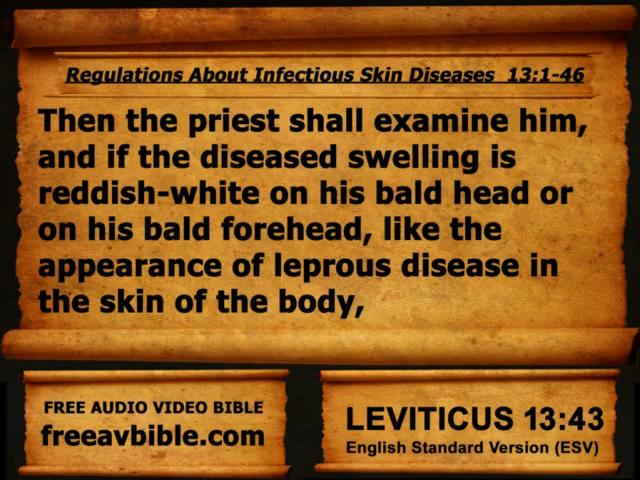 Regulations About Infectious Skin Diseases  13:1-46
Then the priest shall examine him,
and if the diseased swelling is
reddish-white on his bald head or
on his bald forehead, like the
appearance of leprous disease in
the skin of the body,
FREE AUDIO VIDEO BIBLE
freeavbible.com
LEVITICUS 13:43
English Standard Version (ESV)